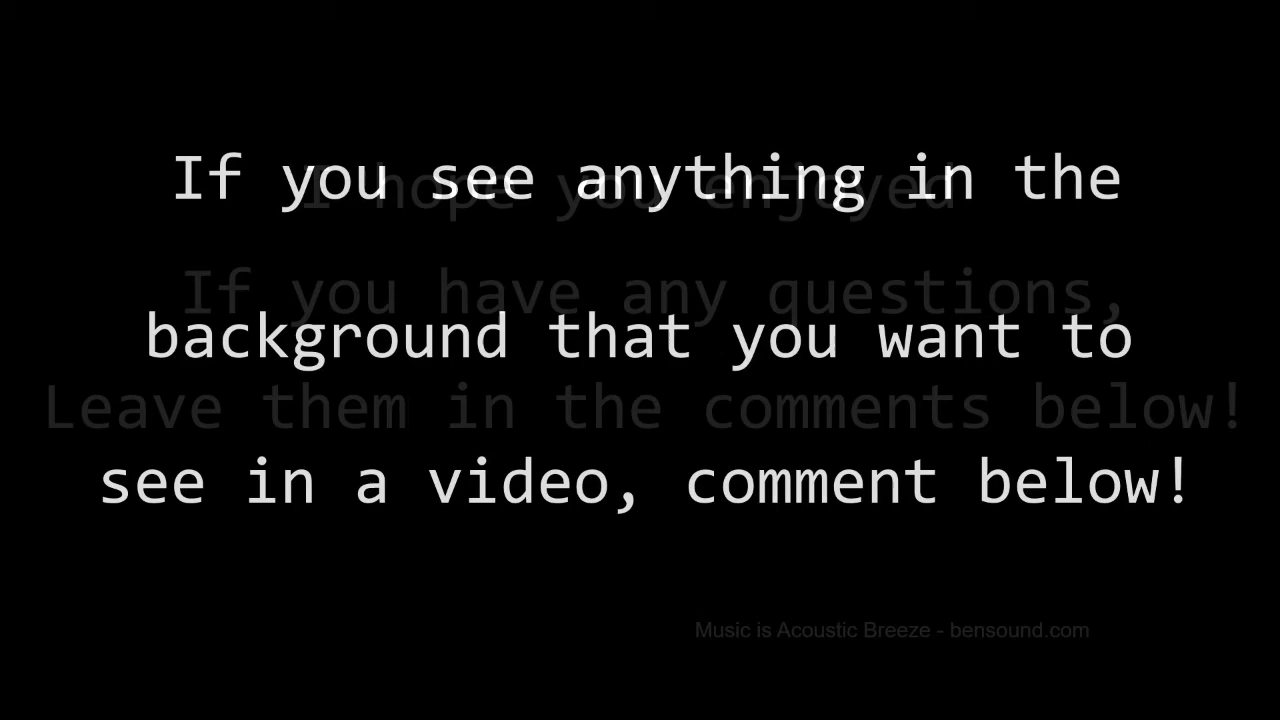 If you see anything in the
I hope you enjoyed
If you have any questions,
background that you want to
Leave them in the comments below!
see in a video, comment below!
Music is Acoustic Breeze - bensound.com